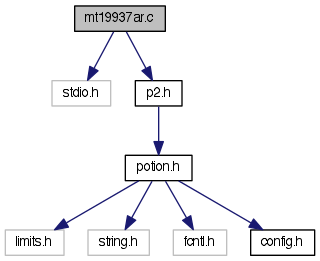 mt19937ar.c
stdio.h
p2.h
potion.h
limits.h
string.h
fcntl.h
config.h